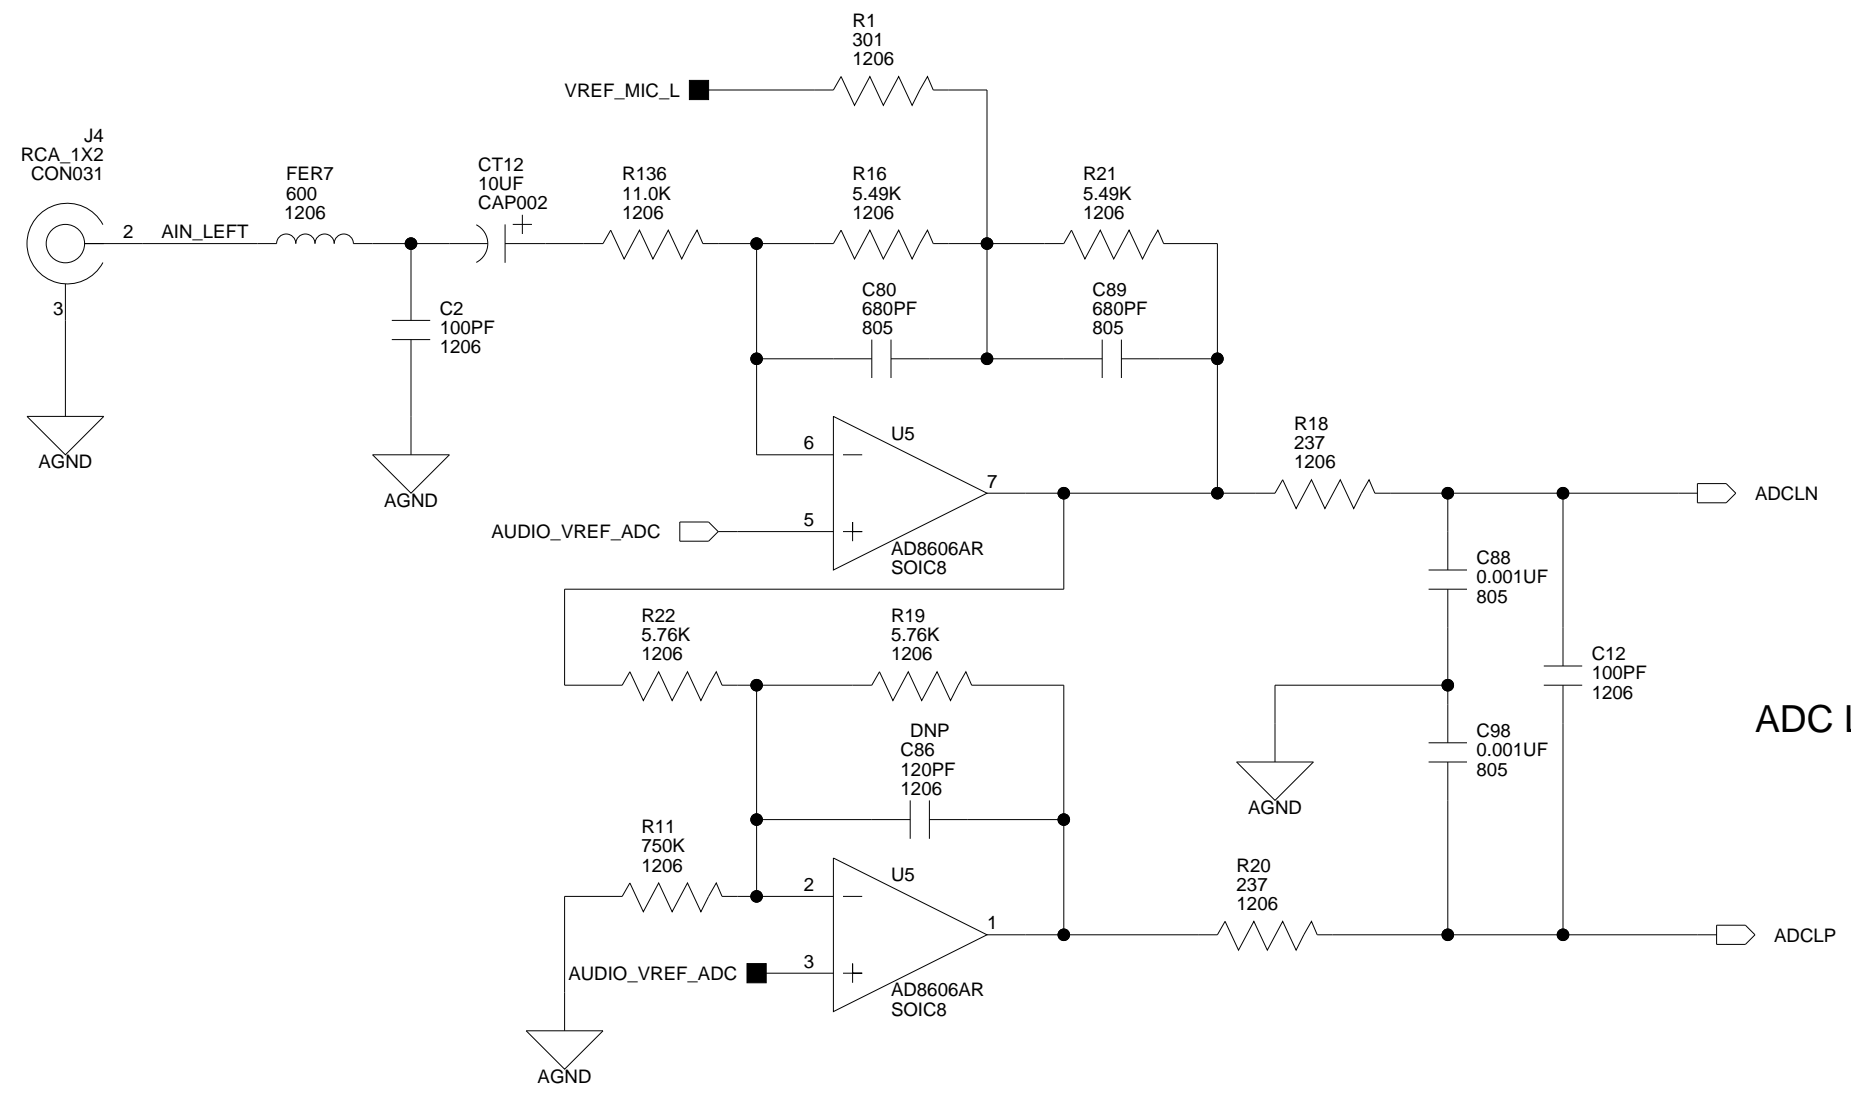 R1
301
1206
VREF_MIC_L
J4
RCA_1X2
CON031
2
AIN_LEFT
3
AGND
FER7
600
1206
CT12
10UF
CAP002
+
C2
100PF
1206
AGND
R136
11.0K
1206
R16
5.49K
1206
R21
5.49K
1206
C80
680PF
805
C89
680PF
805
U5
6
7
5
AUDIO_VREF_ADC
AD8606AR
SOIC8
R18
237
1206
ADCLN
C88
0.001UF
805
R22
5.76K
1206
R19
5.76K
1206
C12
100PF
1206
ADC L
DNP
C86
120PF
1206
C98
0.001UF
805
AGND
R11
750K
1206
U5
2
1
3
AUDIO_VREF_ADC
AD8606AR
SOIC8
R20
237
1206
ADCLP
AGND